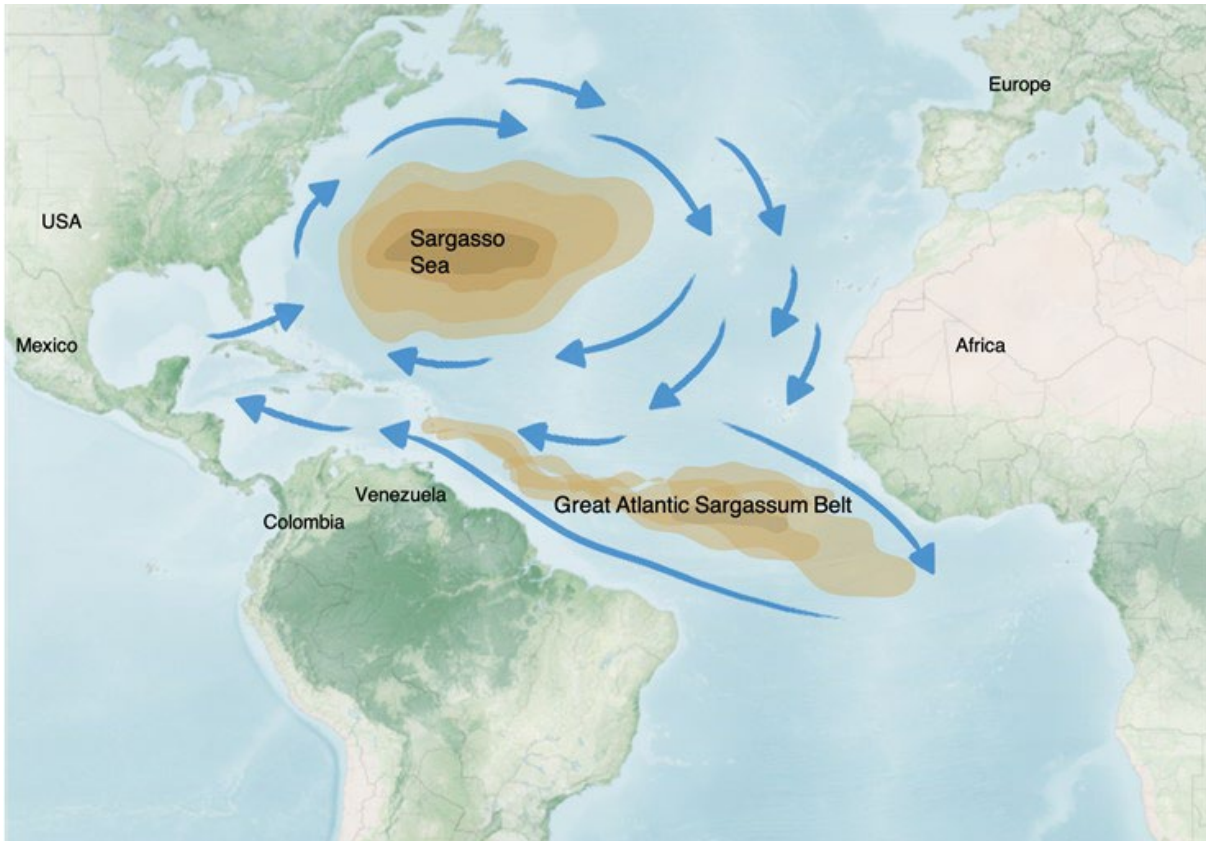 Europe
USA
Sargasso
Sea
Mexico
Africa
Venezuela
Great Atlantic Sargassum Belt
Colombia